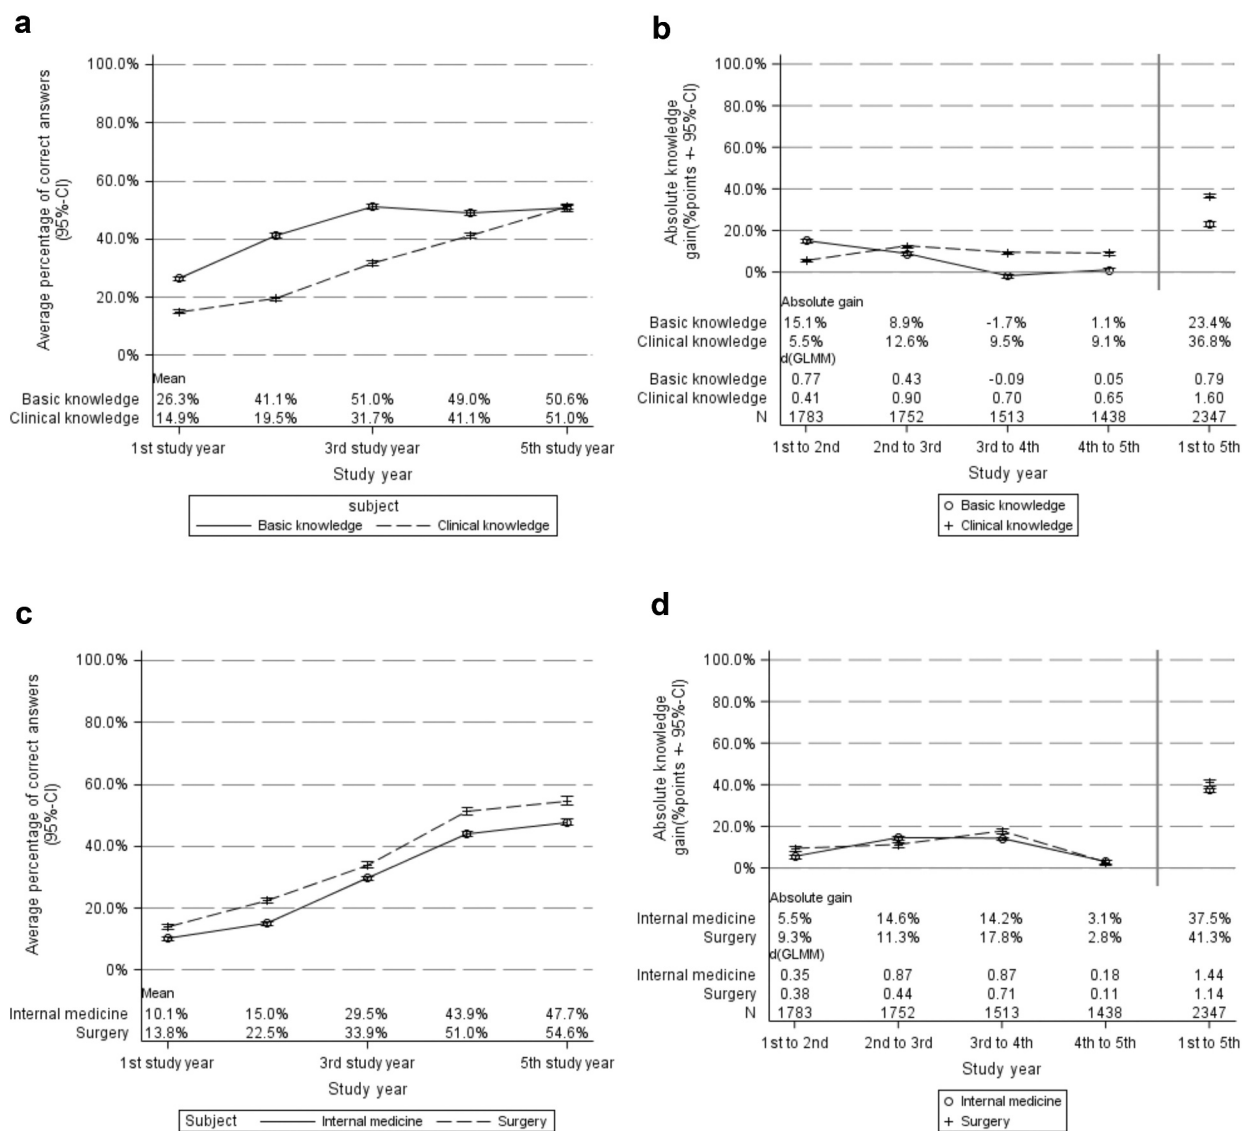 a
Average percentage of correct answers
(95%-CI)
100.0%
80.0%
60.0%
40.0%
20.0%
0%
Mean
Basic knowledge 26.3% 41.1% 51.0% 49.0% 50.6%
Clinical knowledge 14.9% 19.5% 31.7% 41.1% 51.0%
1st study year 3rd study year 5th study year
Study year
subject
Basic knowledge Clinical knowledge
b
Absolute knowledge
gain(%points +- 95%-CI)
100.0%
80.0%
60.0%
40.0%
20.0%
0%
Absolute gain
Basic knowledge 15.1% 8.9% -1.7% 1.1% 23.4%
Clinical knowledge 5.5% 12.6% 9.5% 9.1% 36.8%
d(GLMM)
Basic knowledge 0.77 0.43 -0.09 0.05 0.79
Clinical knowledge 0.41 0.90 0.70 0.65 1.60
N 1783 1752 1513 1438 2347
1st to 2nd 2nd to 3rd 3rd to 4th 4th to 5th 1st to 5th
Study year
Basic knowledge
Clinical knowledge
c
Average percentage of correct answers
(95%-CI)
100.0%
80.0%
60.0%
40.0%
20.0%
0%
Mean
Internal medicine 10.1% 15.0% 29.5% 43.9% 47.7%
Surgery 13.8% 22.5% 33.9% 51.0% 54.6%
1st study year 3rd study year 5th study year
Study year
Subject Internal medicine Surgery
d
Absolute knowledge
gain(%points +- 95%-CI)
100.0%
80.0%
60.0%
40.0%
20.0%
0%
Absolute gain
Internal medicine 5.5% 14.6% 14.2% 3.1% 37.5%
Surgery 9.3% 11.3% 17.8% 2.8% 41.3%
d(GLMM)
Internal medicine 0.35 0.87 0.87 0.18 1.44
Surgery 0.38 0.44 0.71 0.11 1.14
N 1783 1752 1513 1438 2347
1st to 2nd 2nd to 3rd 3rd to 4th 4th to 5th 1st to 5th
Study year
Internal medicine
Surgery